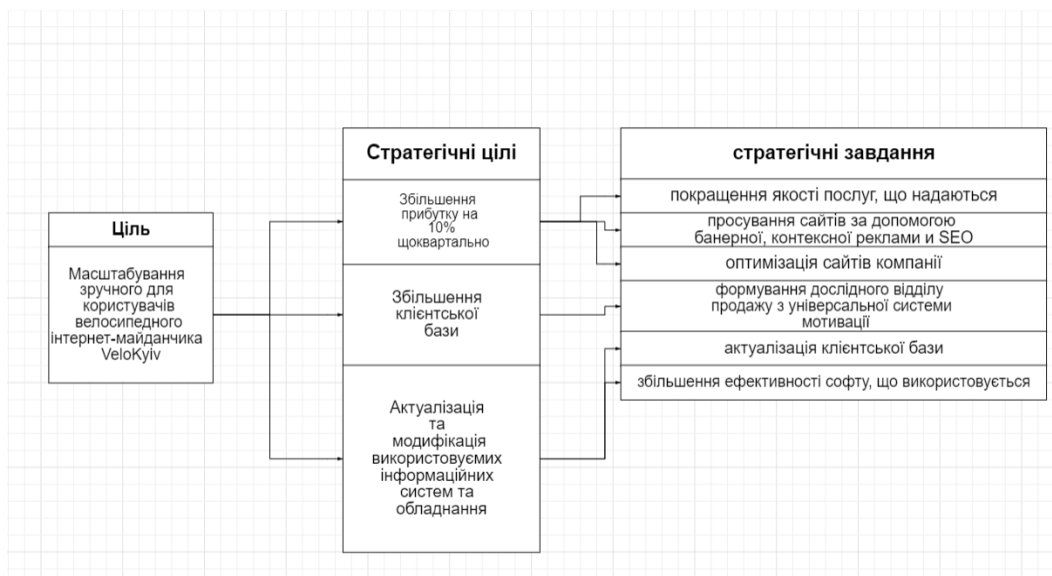 Ціль
Масштабування
зручного для
користувачів
велосипедного
інтернет-майданчика
VeloKyiv
Стратегічні цілі
Збільшення
прибутку на
10%
щоквартально
Збільшення
клієнтської
бази
Актуалізація
та
модифікація
використовуємих
інформаційних
систем та
обладнання
стратегічні завдання
покращення якості послуг, що надаються
просування сайтів за допомогою
банерної, контексної реклами и SEO
оптимізація сайтів компанії
формування дослідного відділу
продажу з універсальної системи
мотивації
актуалізація клієнтської бази
збільшення ефективності софту, що використовується